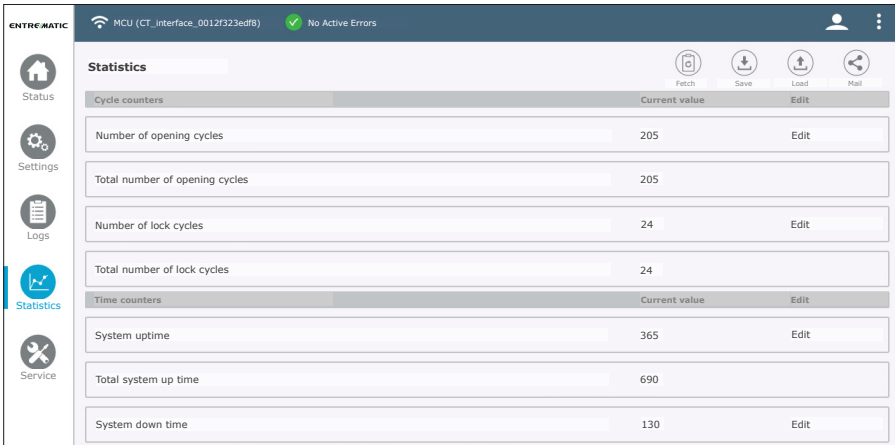 ENTREMATIC
MCU (CT_interface_0012f323edf8) No Active Errors
Statistics
Fetch Save Load Mail
Status
Settings
Logs
Statistics
Service
Cycle counters Current value Edit
Number of opening cycles 205 Edit
Total number of opening cycles 205
Number of lock cycles 24 Edit
Total number of lock cycles 24
Time counters Current value Edit
System uptime 365 Edit
Total system up time 690
System down time 130 Edit